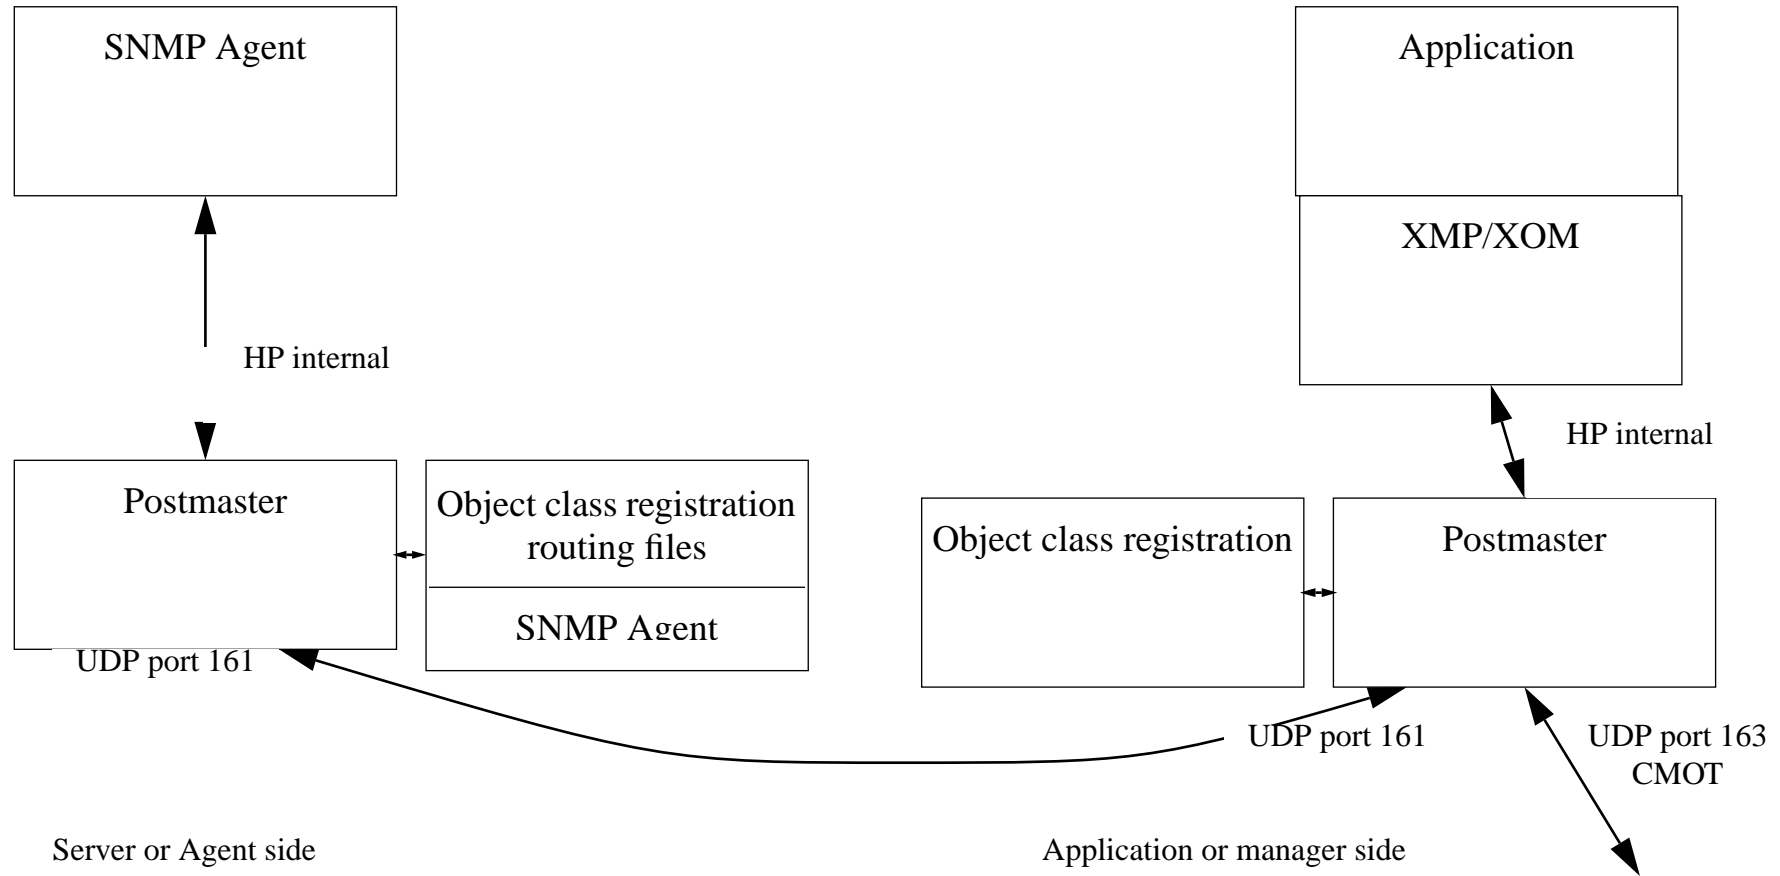 SNMP Agent
Application
XMP/XOM
HP internal
HP internal
Postmaster
Object class registration
routing files
SNMP Agent
Object class registration
Postmaster
UDP port 161
UDP port 161
UDP port 163
CMOT
Server or Agent side
Application or manager side